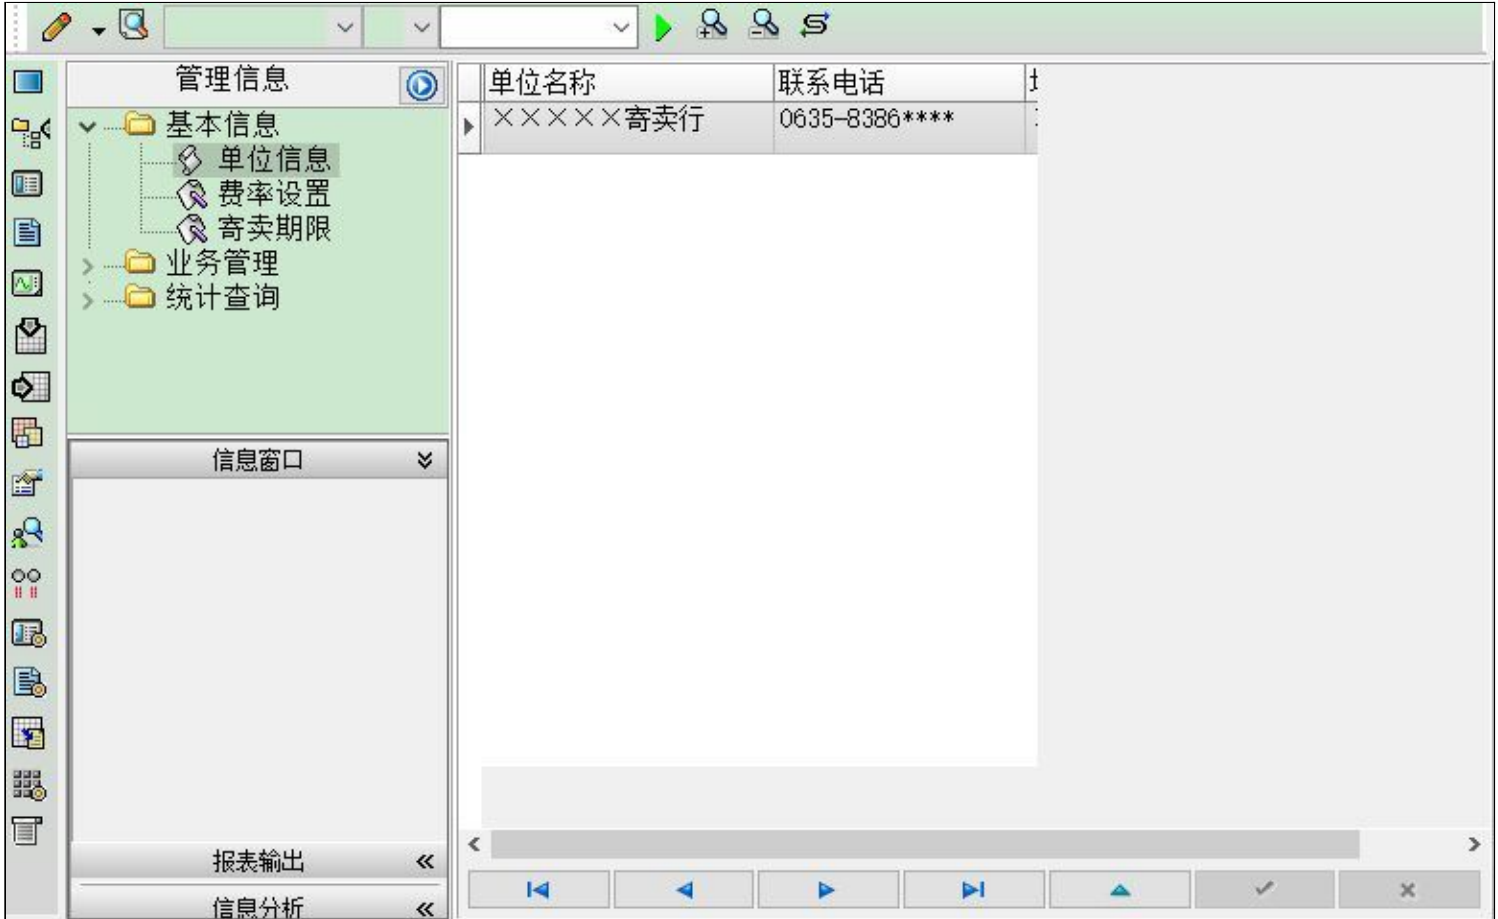 管理信息
基本信息
单位信息
费率设置
寄卖期限
业务管理
统计查询
信息窗口
报表输出
信息分析
单位名称 联系电话
×××××寄卖行 0635-8386****